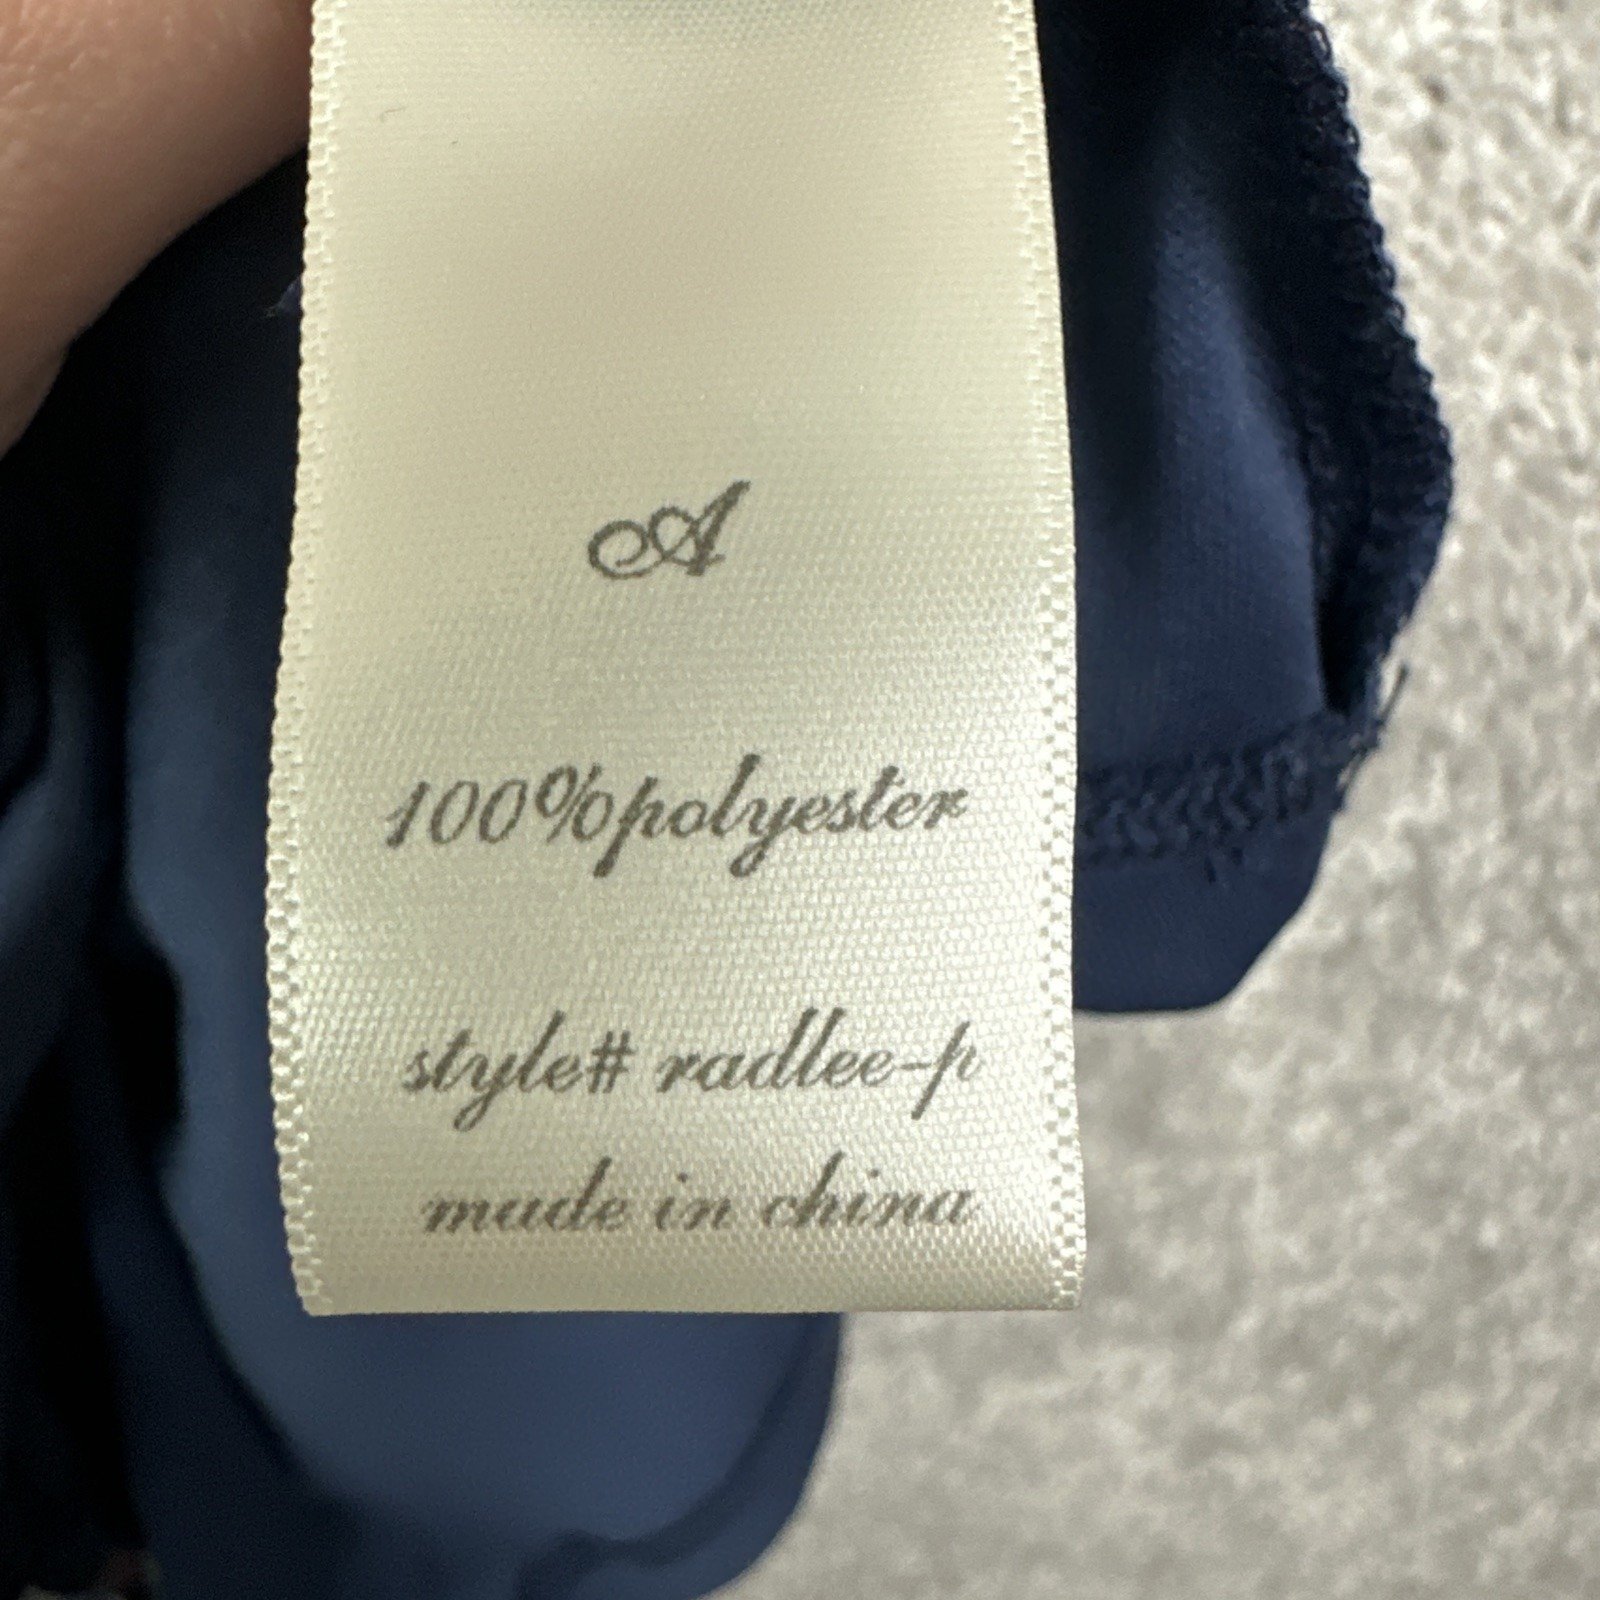 A
100%polyester
style# radlee-p
made in china